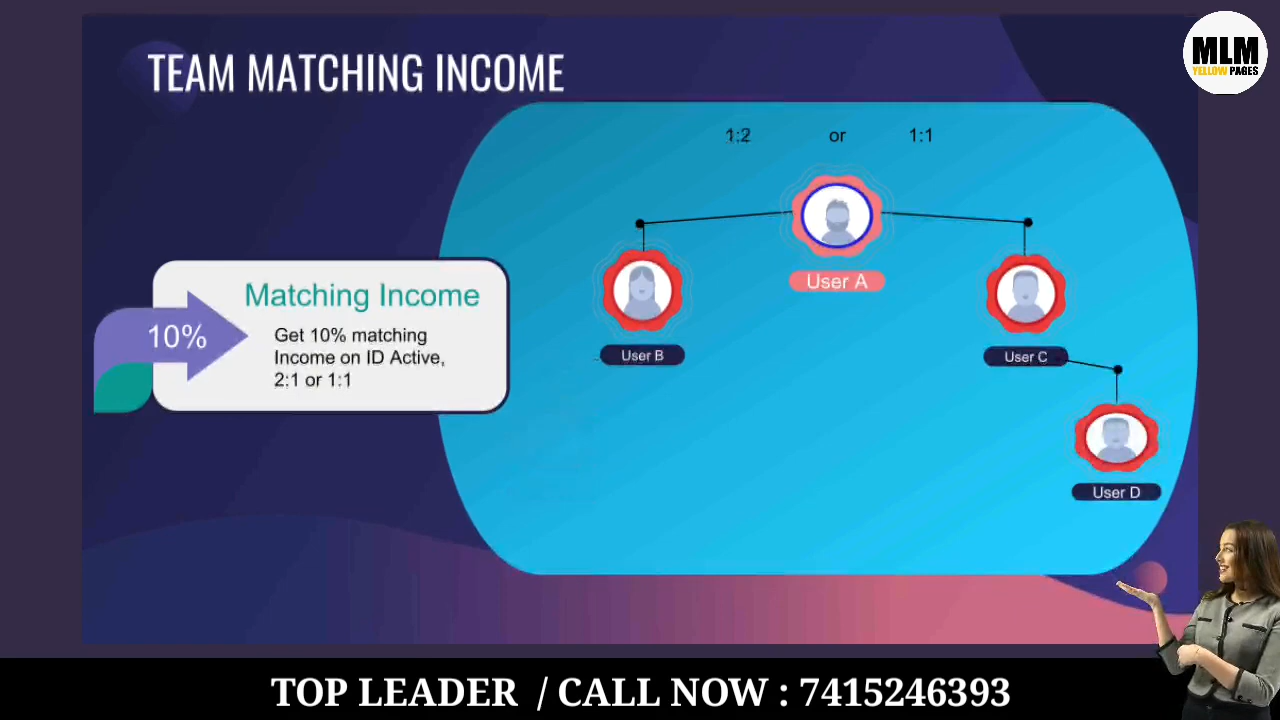 MLM
YELLOW PAGES
TEAM MATCHING INCOME
1:2 or 1:1
User A
Matching Income
10%
Get 10% matching
Income on ID Active,
2:1 or 1:1
User B
User C
User D
TOP LEADER / CALL NOW : 7415246393